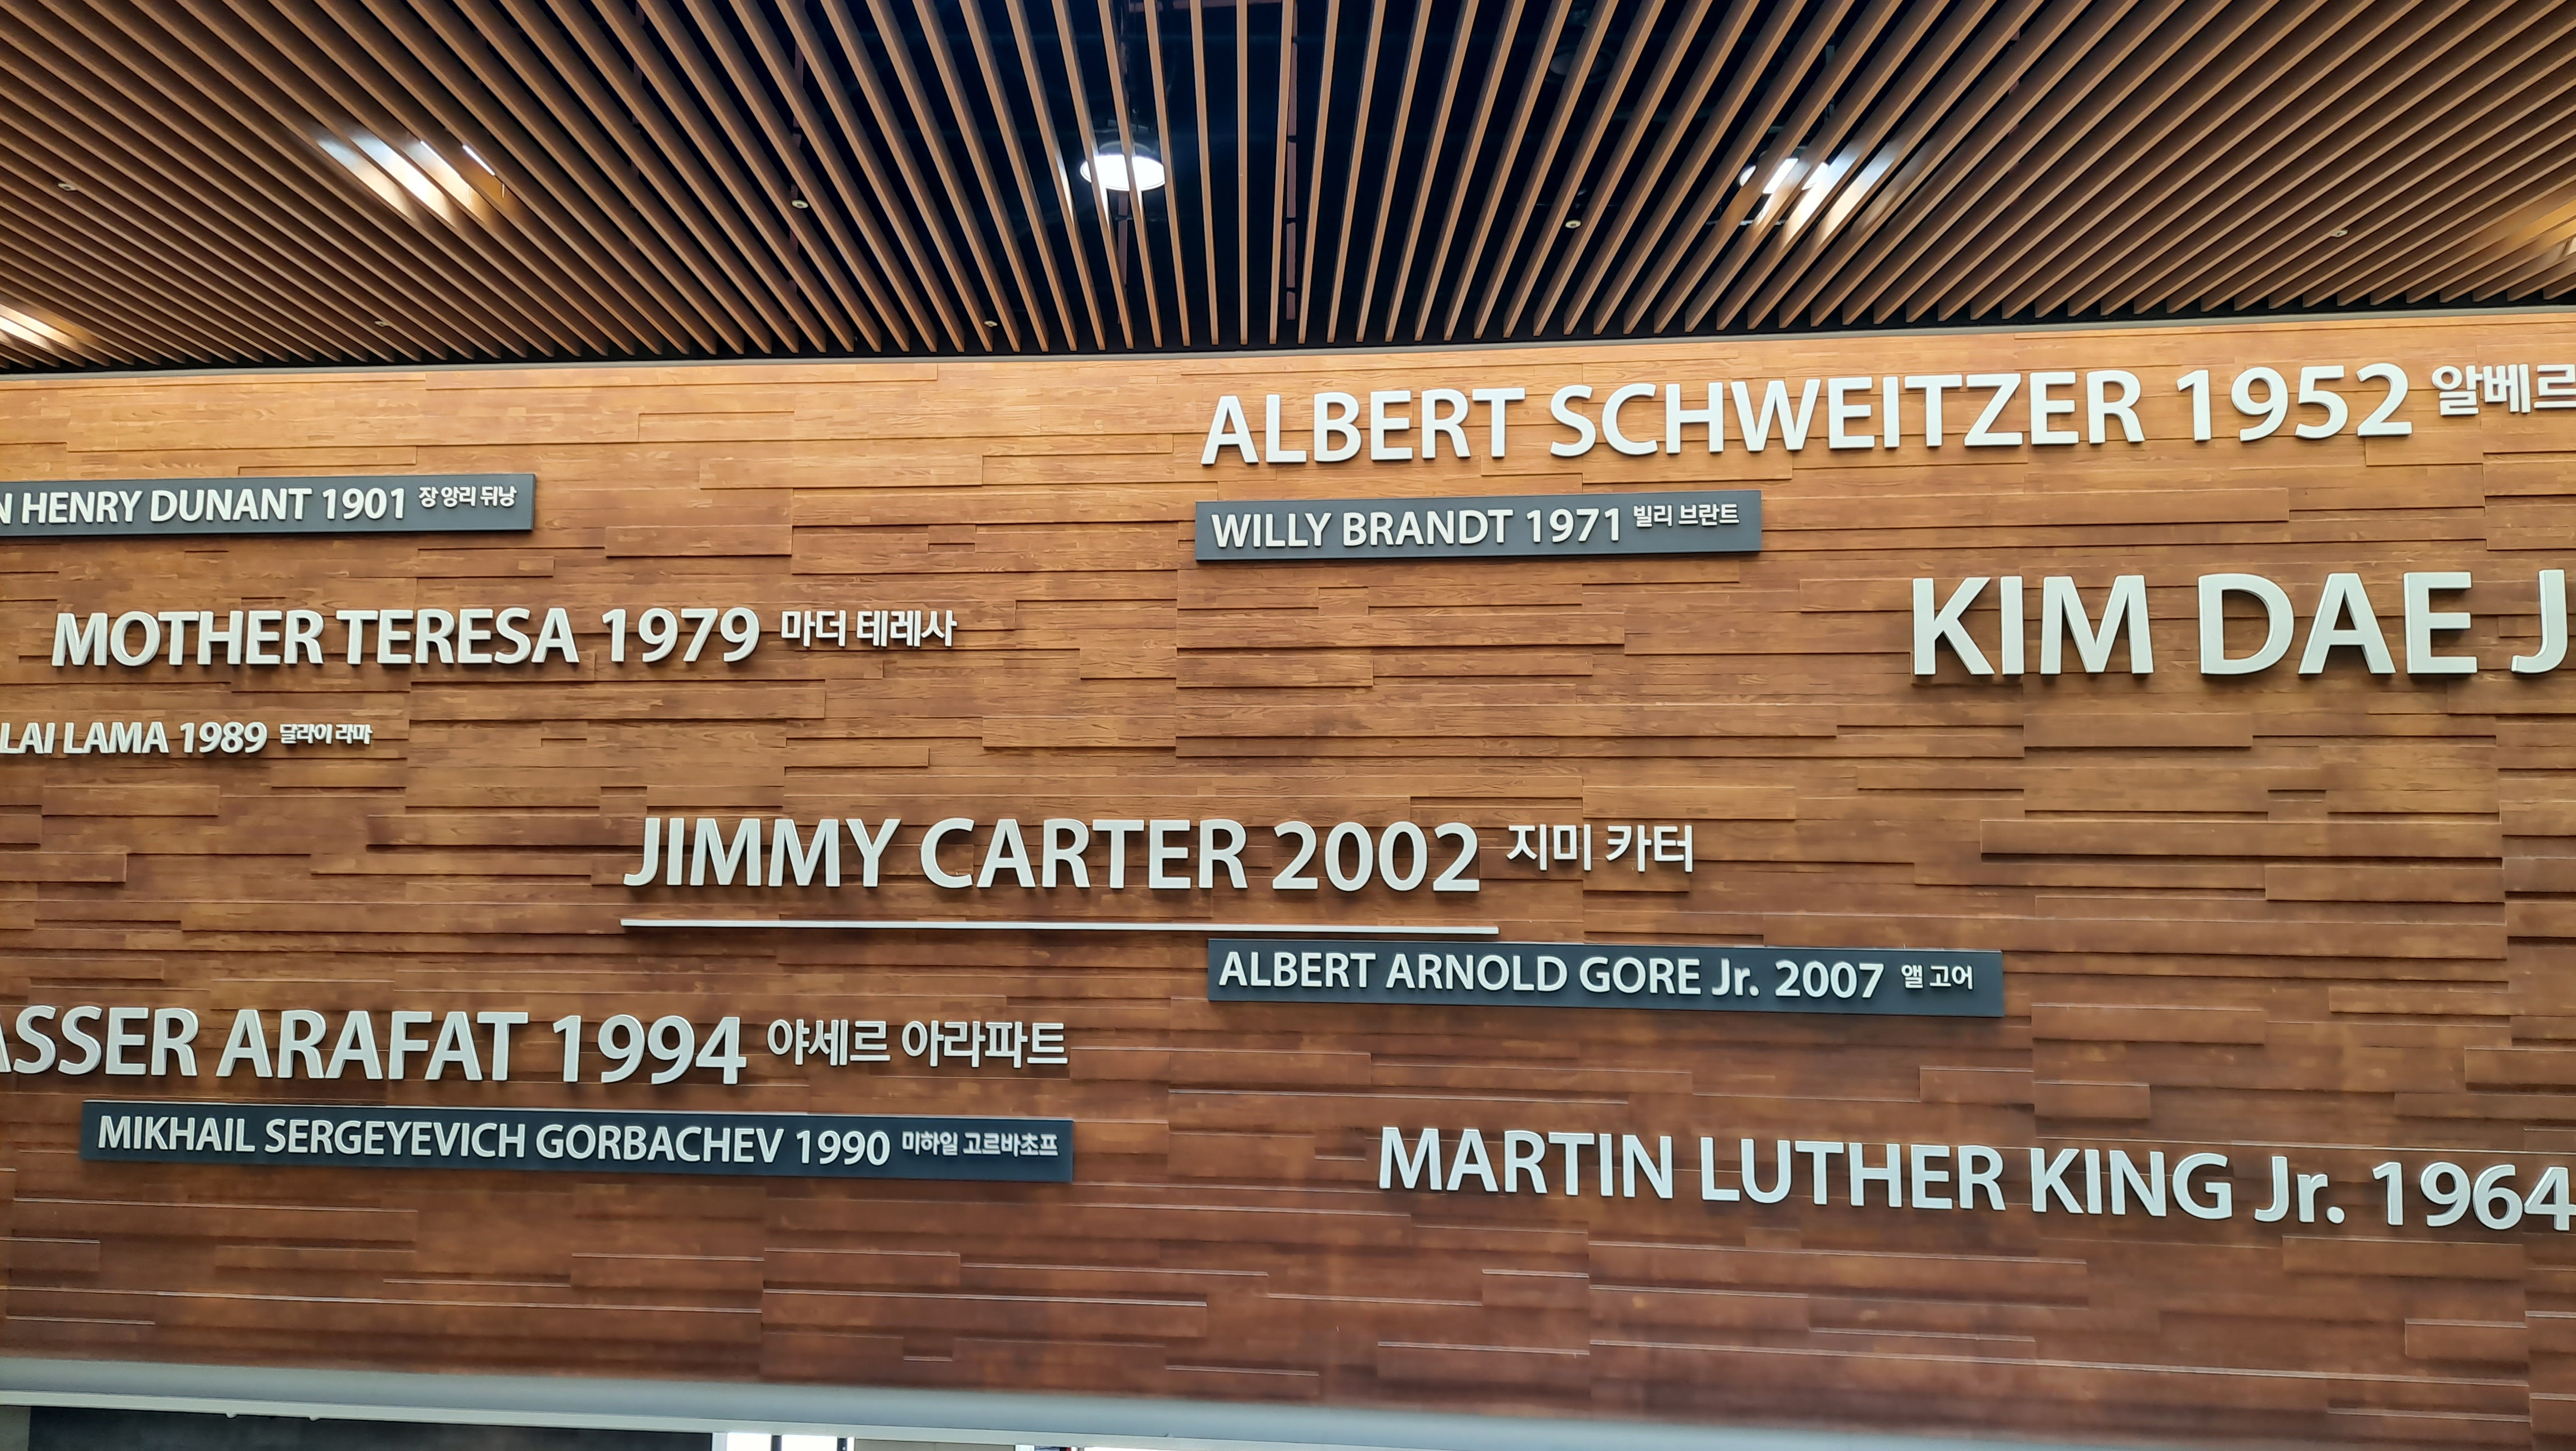 ALBERT SCHWEITZER 1952 알베르
N HENRY DUNANT 1901 장 앙리 뒤낭
WILLY BRANDT 1971 빌리 브란트
MOTHER TERESA 1979 마더 테레사
KIM DAE J
LAI LAMA 1989 달라이 라마
JIMMY CARTER 2002 지미 카터
ALBERT ARNOLD GORE Jr. 2007 앨 고어
ASSER ARAFAT 1994 야세르 아라파트
MIKHAIL SERGEYEVICH GORBACHEV 1990 미하일 고르바초프
MARTIN LUTHER KING Jr. 1964